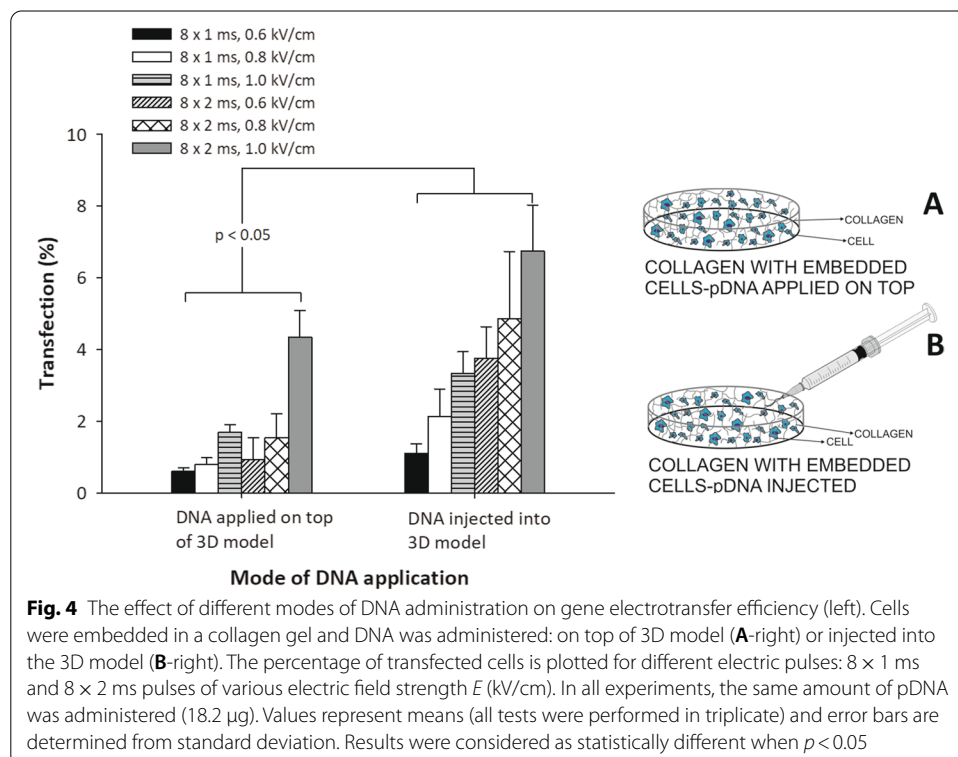 8 x 1 ms, 0.6 kV/cm
8 x 1 ms, 0.8 kV/cm
8 x 1 ms, 1.0 kV/cm
8 x 2 ms, 0.6 kV/cm
8 x 2 ms, 0.8 kV/cm
8 x 2 ms, 1.0 kV/cm
10
8
6
4
2
0
Transfection (%)
p < 0.05
DNA applied on top
of 3D model
DNA injected into
3D model
Mode of DNA application
A
COLLAGEN
CELL
COLLAGEN WITH EMBEDDED
CELLS-pDNA APPLIED ON TOP
B
COLLAGEN
CELL
COLLAGEN WITH EMBEDDED
CELLS-pDNA INJECTED
Fig. 4 The effect of different modes of DNA administration on gene electrotransfer efficiency (left). Cells
were embedded in a collagen gel and DNA was administered: on top of 3D model (A-right) or injected into
the 3D model (B-right). The percentage of transfected cells is plotted for different electric pulses: 8 × 1 ms
and 8 × 2 ms pulses of various electric field strength E (kV/cm). In all experiments, the same amount of pDNA
was administered (18.2 µg). Values represent means (all tests were performed in triplicate) and error bars are
determined from standard deviation. Results were considered as statistically different when p < 0.05